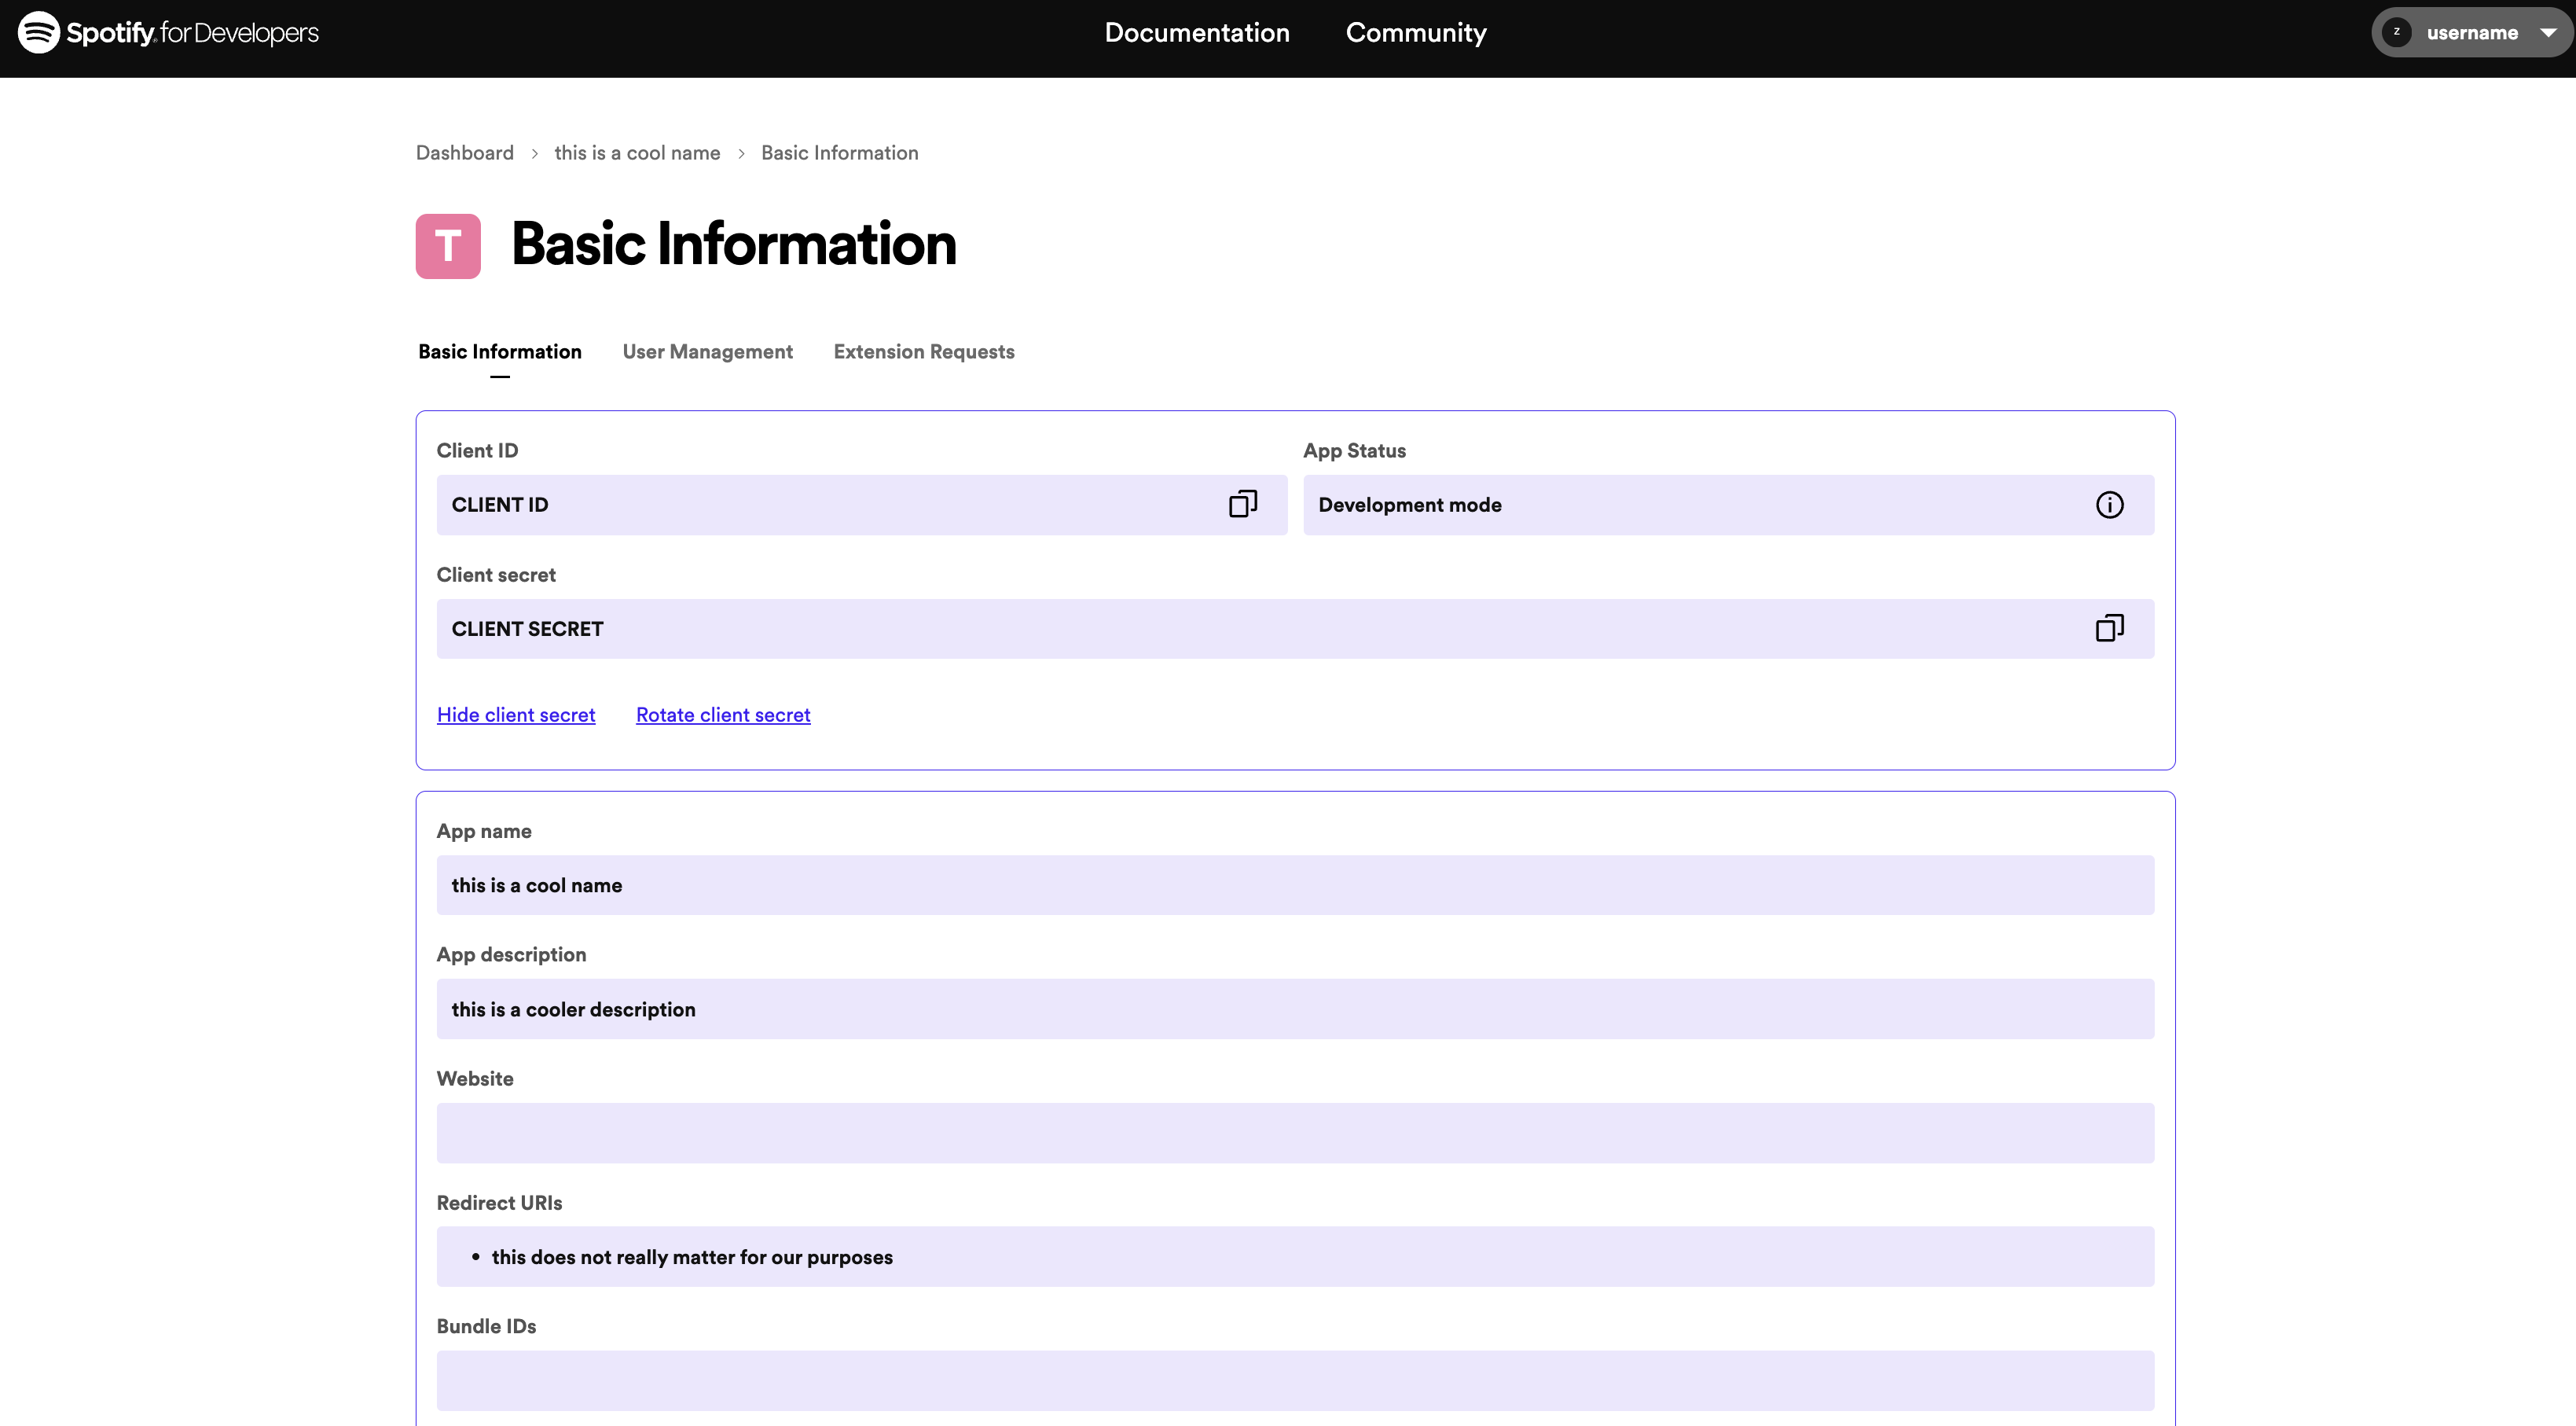 Spotify for Developers
Documentation
Community
z
username
Dashboard > this is a cool name > Basic Information
T
Basic Information
Basic Information
User Management
Extension Requests
Client ID
CLIENT ID
App Status
Development mode
Client secret
CLIENT SECRET
Hide client secret
Rotate client secret
App name
this is a cool name
App description
this is a cooler description
Website
Redirect URIs
• this does not really matter for our purposes
Bundle IDs